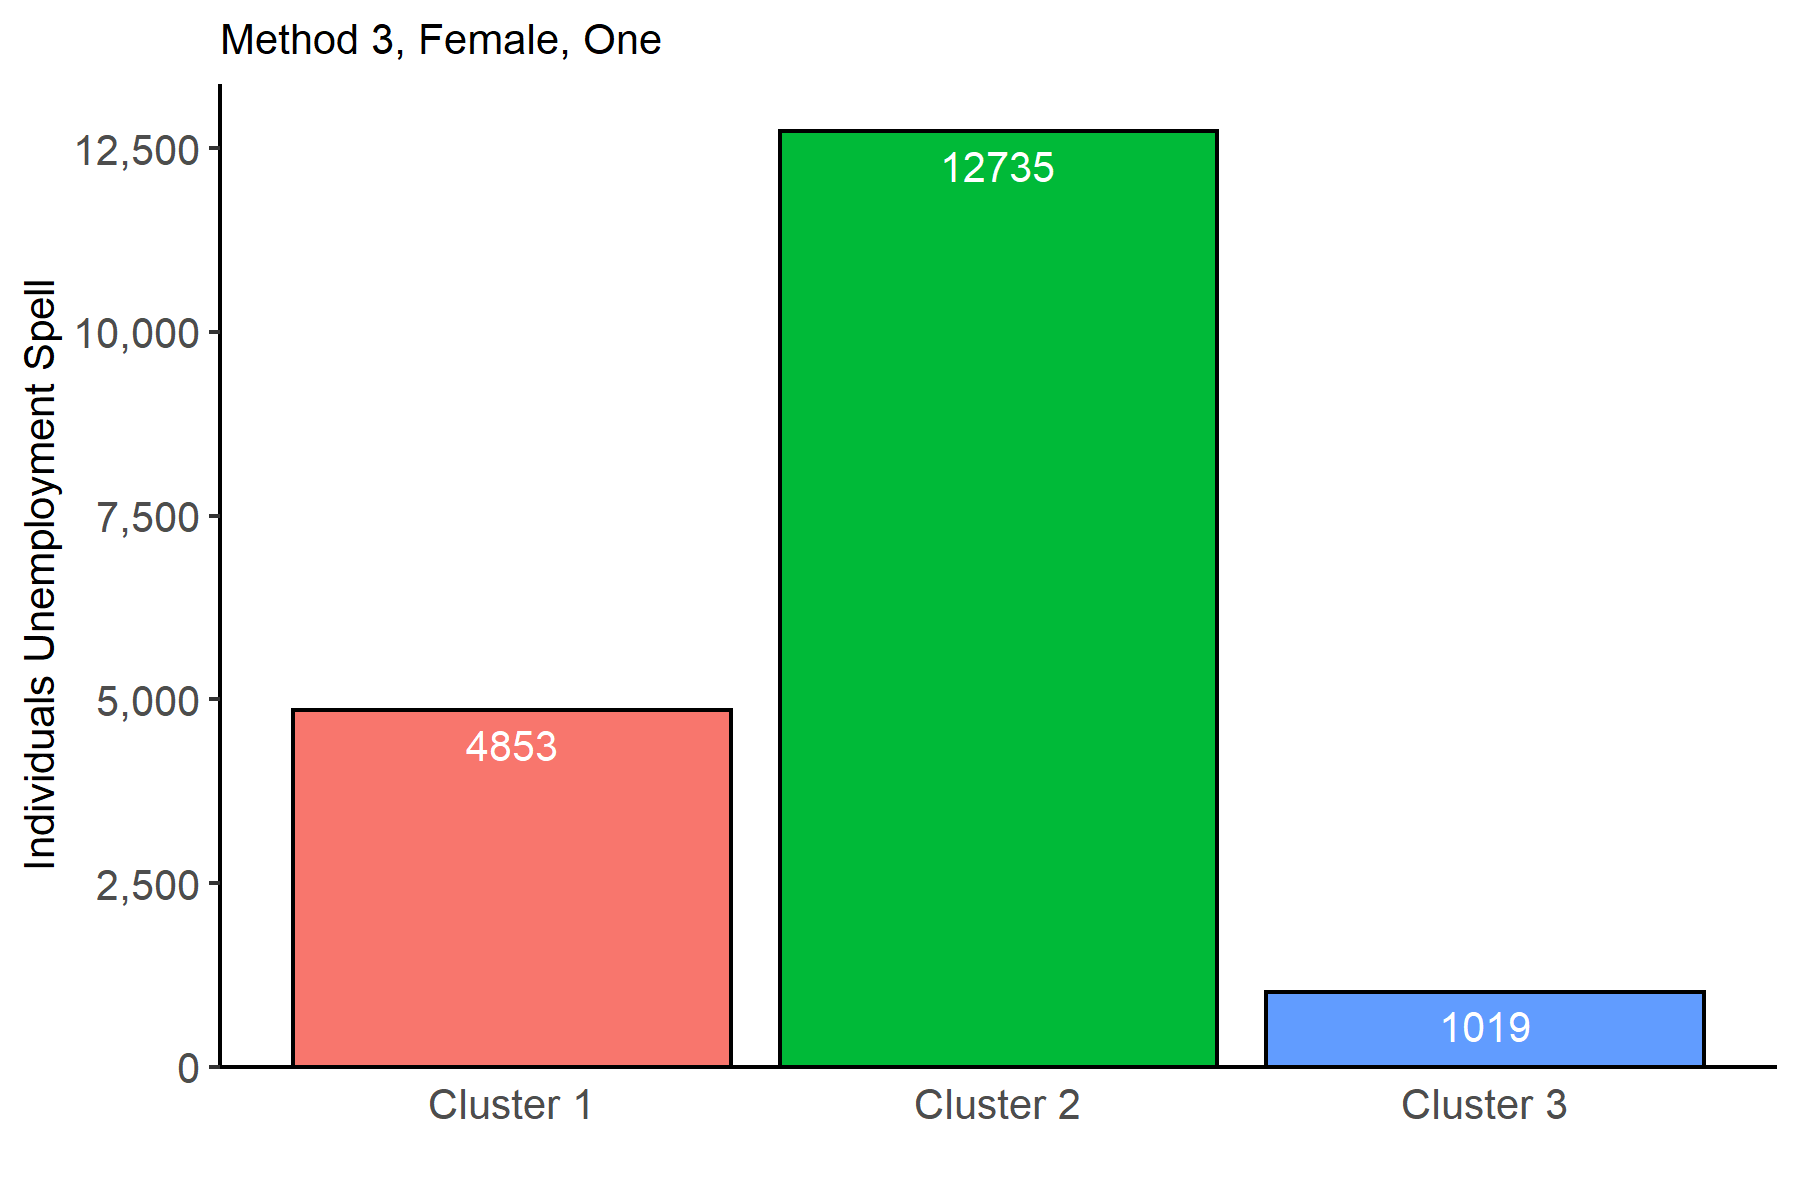 Method 3, Female, One
Individuals Unemployment Spell
12,500
10,000
7,500
5,000
2,500
0
4853
12735
1019
Cluster 1
Cluster 2
Cluster 3